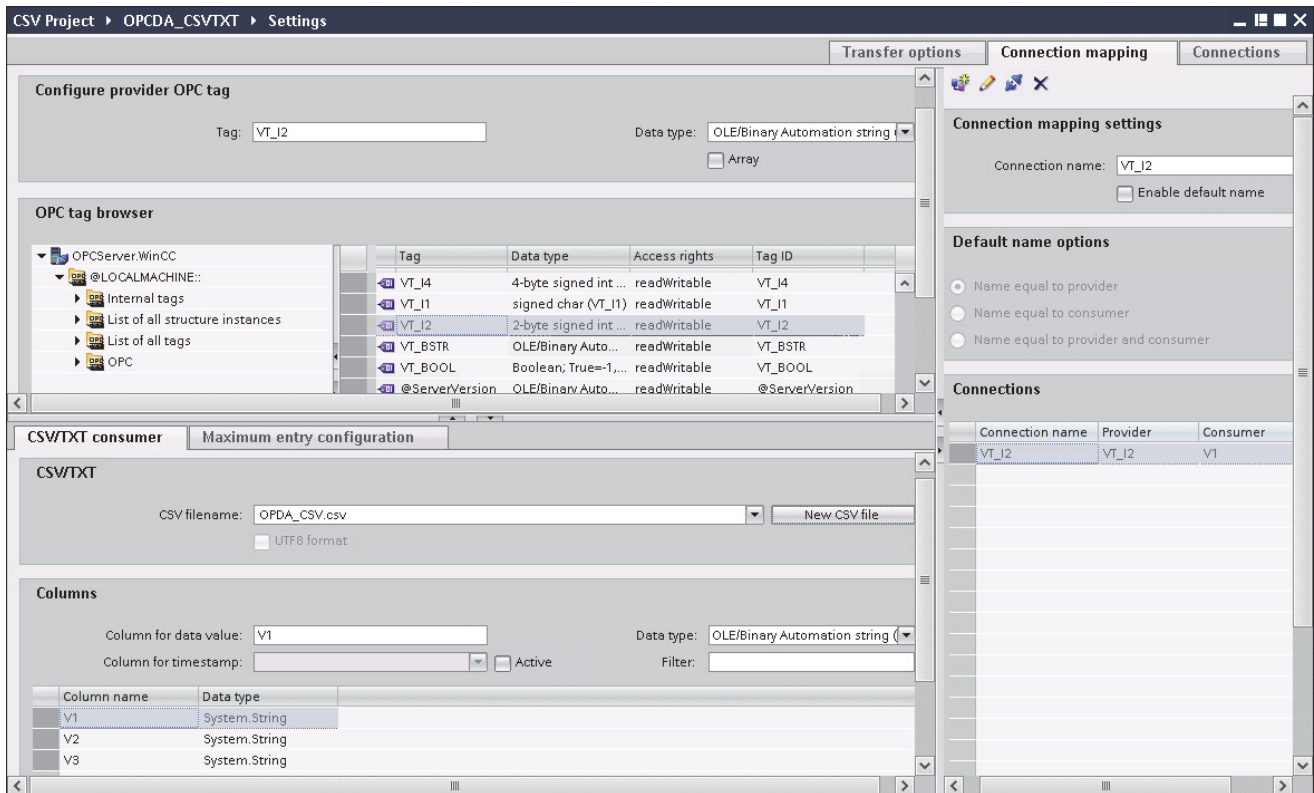 CSV Project ▸ OPCDA_CSVTXT ▸ Settings
Transfer options
Connection mapping
Connections
Configure provider OPC tag
Tag: VT_I2
Data type: OLE/Binary Automation string (
Array
OPC tag browser
OPCServer.WinCC
@LOCALMACHINE::
Internal tags
List of all structure instances
List of all tags
OPC
Tag Data type Access rights Tag ID
VT_I4 4-byte signed int ... readWritable VT_I4
VT_I1 signed char (VT_I1) readWritable VT_I1
VT_I2 2-byte signed int ... readWritable VT_I2
VT_BSTR OLE/Binary Auto... readWritable VT_BSTR
VT_BOOL Boolean; True=-1,... readWritable VT_BOOL
@ServerVersion OLE/Binary Auto... readWritable @ServerVersion
CSV/TXT consumer
Maximum entry configuration
CSV/TXT
CSV filename: OPDA_CSV.csv
New CSV file
UTF8 format
Columns
Column for data value: V1
Data type: OLE/Binary Automation string (
Column for timestamp:
Active
Filter:
Column name Data type
V1 System.String
V2 System.String
V3 System.String
Connection mapping settings
Connection name: VT_I2
Enable default name
Default name options
Name equal to provider
Name equal to consumer
Name equal to provider and consumer
Connections
Connection name Provider Consumer
VT_I2 VT_I2 V1